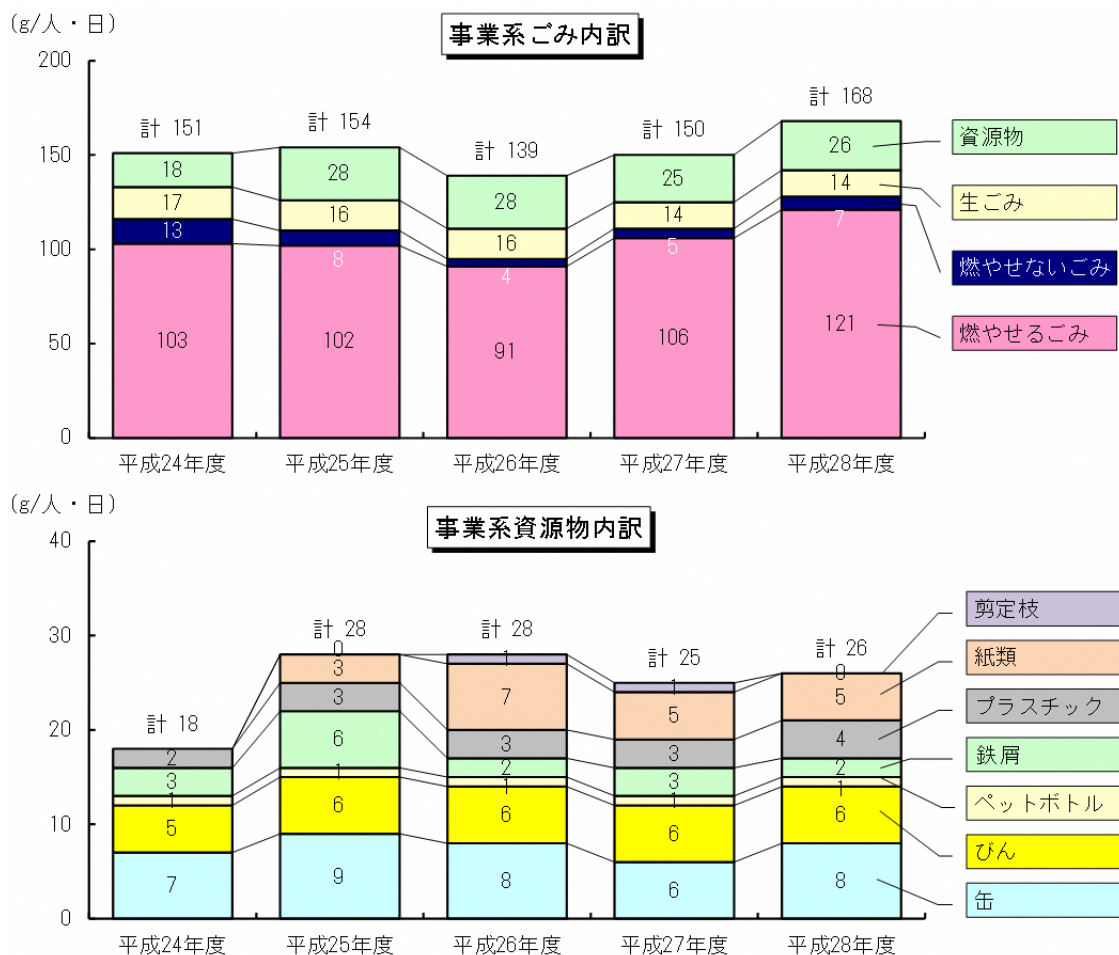 (g/人・日)
事業系ごみ内訳
200
150
100
50
0
計 151
計 154
計 139
計 150
計 168
18
28
28
25
26
17
16
16
14
14
13
8
4
5
7
103
102
91
106
121
資源物
生ごみ
燃やせないごみ
燃やせるごみ
平成24年度
平成25年度
平成26年度
平成27年度
平成28年度
(g/人・日)
事業系資源物内訳
40
30
20
10
0
計 18
計 28
計 28
計 25
計 26
0
1
1
0
3
7
5
5
2
3
3
3
4
3
6
2
3
2
1
1
1
1
1
5
6
6
6
6
7
9
8
6
8
剪定枝
紙類
プラスチック
鉄屑
ペットボトル
びん
缶
平成24年度
平成25年度
平成26年度
平成27年度
平成28年度